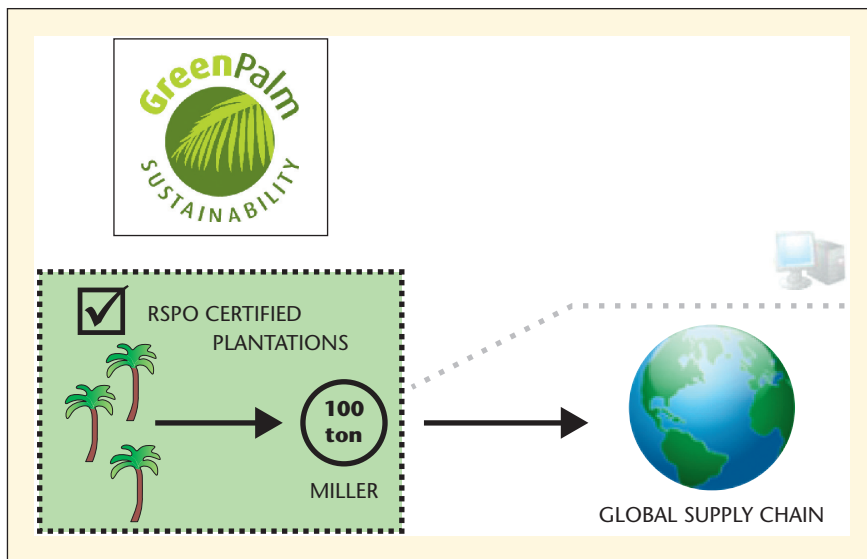 GreenPalm
SUSTAINABILITY
RSPO CERTIFIED
PLANTATIONS
100
ton
MILLER
GLOBAL SUPPLY CHAIN